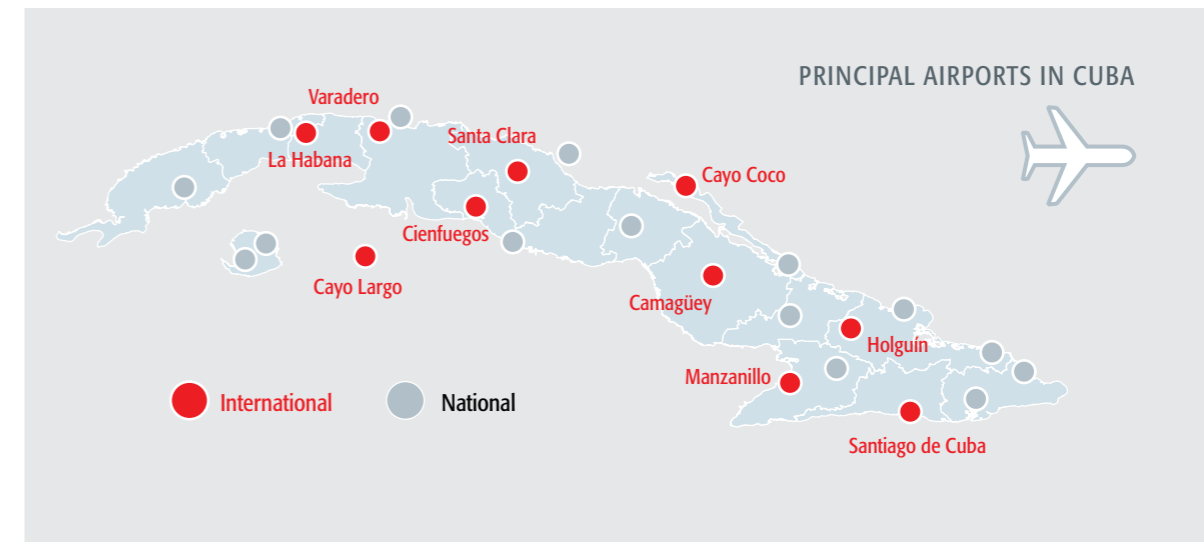 PRINCIPAL AIRPORTS IN CUBA
Varadero
La Habana
Santa Clara
Cayo Coco
Cienfuegos
Cayo Largo
Camagüey
Holguín
Manzanillo
International
National
Santiago de Cuba